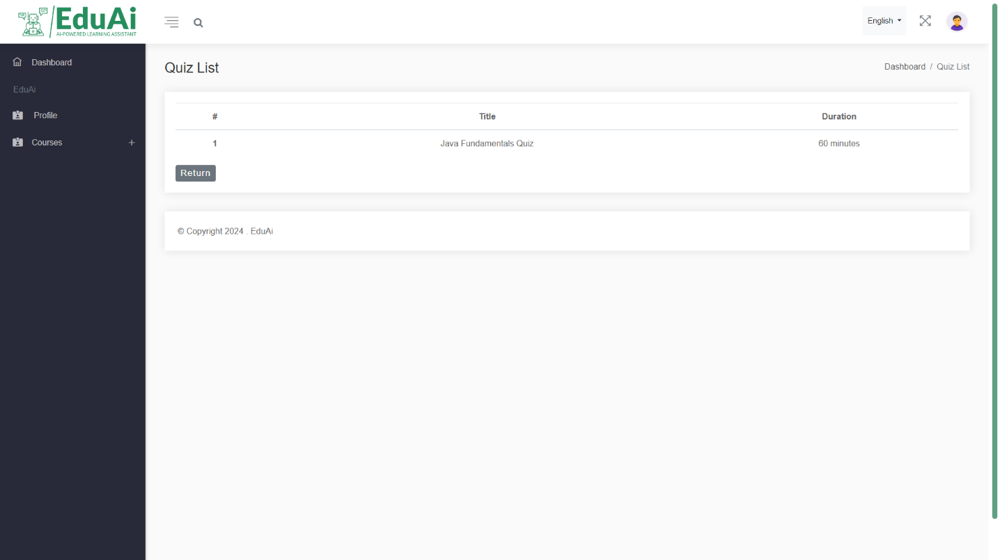 EduAi
AI-POWERED LEARNING ASSISTANT
English
Dashboard
EduAi
Profile
Courses +
Quiz List
Dashboard / Quiz List
# Title Duration
1 Java Fundamentals Quiz 60 minutes
Return
© Copyright 2024 . EduAi